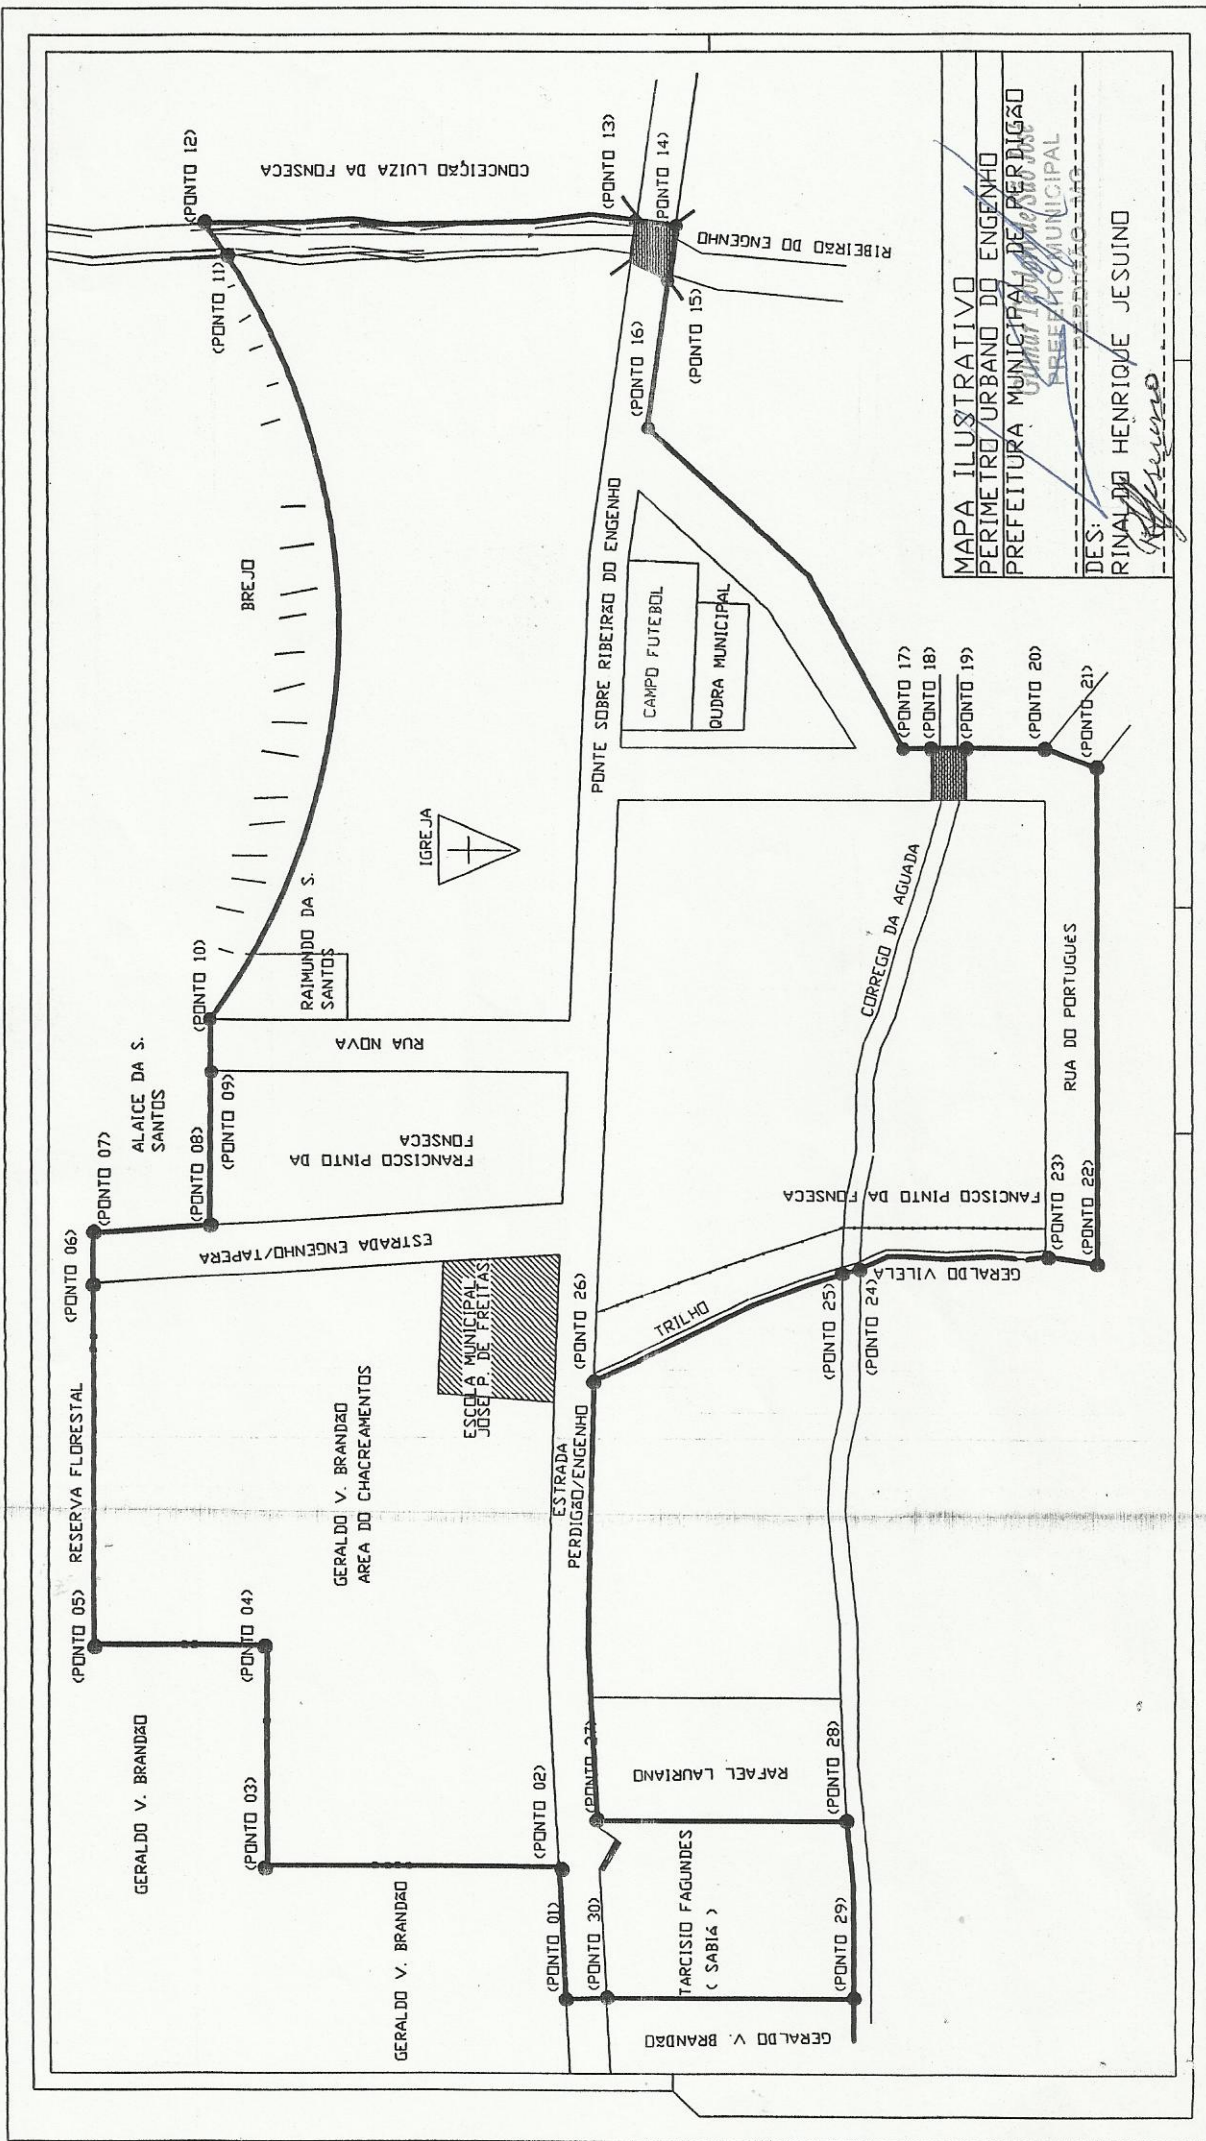 (PONTO 05)
RESERVA FLORESTAL
(PONTO 06)
(PONTO 07)
ALAICE DA S.
SANTOS
(PONTO 12)
GERALDO V. BRANDÃO
(PONTO 04)
(PONTO 08)
(PONTO 09)
(PONTO 10)
(PONTO 11)
BREJO
CONCEIÇÃO LUIZA DA FONSECA
(PONTO 03)
RAIMUNDO DA S.
SANTOS
GERALDO V. BRANDÃO
AREA DO CHACREAMENTOS
ESTRADA ENGENHO/TAPERA
FRANCISCO PINTO DA
FONSECA
RUA NOVA
IGREJA
GERALDO V. BRANDÃO
ESCOLA MUNICIPAL
JOSE P. DE FREITAS
(PONTO 01)
(PONTO 02)
ESTRADA
PERDIGÃO/ENGENHO
(PONTO 26)
PONTE SOBRE RIBEIRÃO DO ENGENHO
(PONTO 13)
(PONTO 14)
(PONTO 30)
(PONTO 27)
(PONTO 16)
(PONTO 15)
RIBEIRÃO DO ENGENHO
CAMPO FUTEBOL
QUDRA MUNICIPAL
TRILHO
TARCISIO FAGUNDES
( SABIá )
RAFAEL LAURIANO
GERALDO V. BRANDÃO
(PONTO 29)
(PONTO 28)
(PONTO 25)
(PONTO 24)
FANCISCO PINTO DA FONSECA
CORREGO DA AGUADA
(PONTO 17)
(PONTO 18)
(PONTO 19)
GERALDO VILELA
(PONTO 23)
(PONTO 22)
RUA DO PORTUGUÊS
(PONTO 20)
(PONTO 21)
MAPA ILUSTRATIVO
PERIMETRO URBANO DO ENGENHO
PREFEITURA MUNICIPAL DE PERDIGÃO
São José
PREFEITO MUNICIPAL
PERDIGÃO-MG
DES:
RINALDO HENRIQUE JESUINO